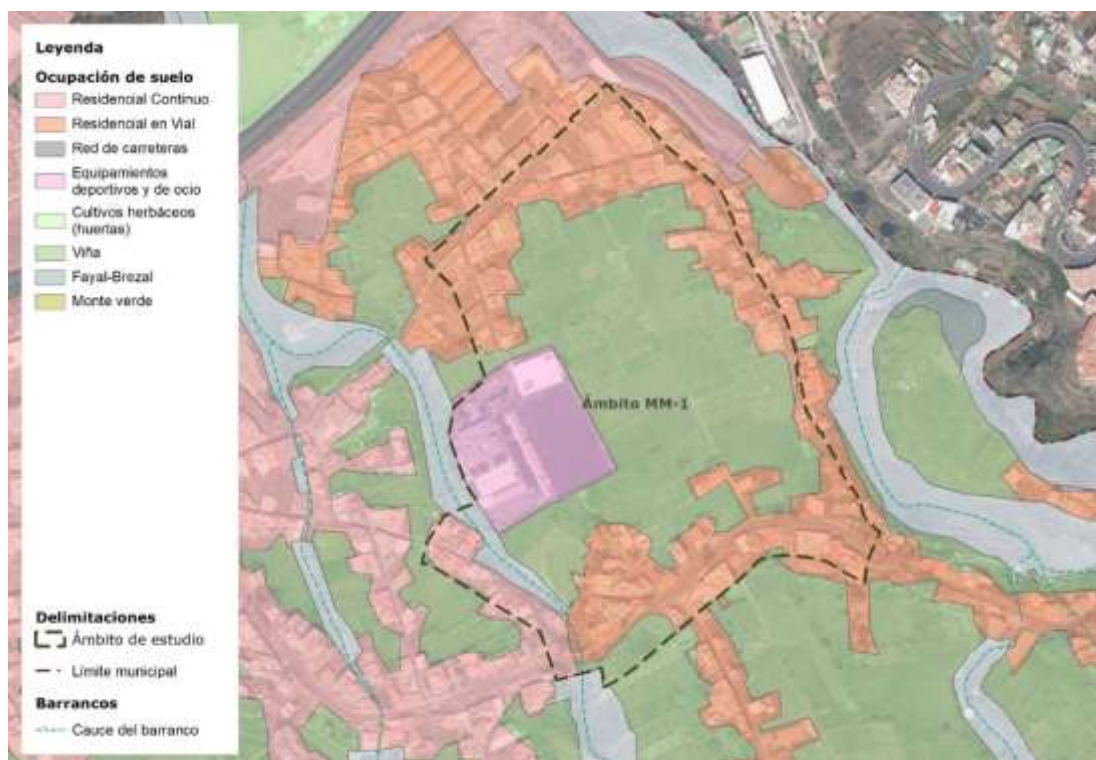 Leyenda
Ocupación de suelo
Residencial Contínuo
Residencial en Vial
Red de carreteras
Equipamientos
deportivos y de ocio
Cultivos herbáceos
(huertas)
Viña
Fayal-Brezal
Monte verde
Ámbito MM-1
Delimitaciones
Ámbito de estudio
Límite municipal
Barrancos
Cauce del barranco